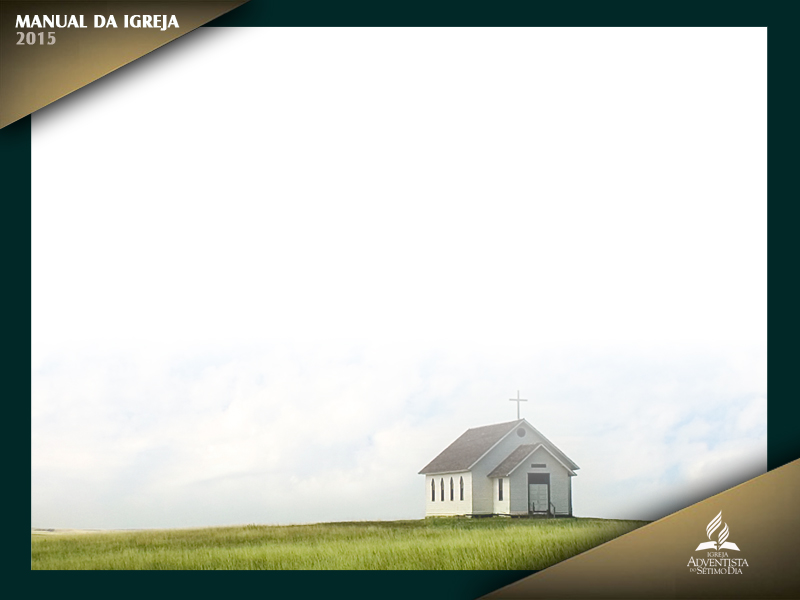 MANUAL DA IGREJA
2015
IGREJA
ADVENTISTA
DO SÉTIMO DIA